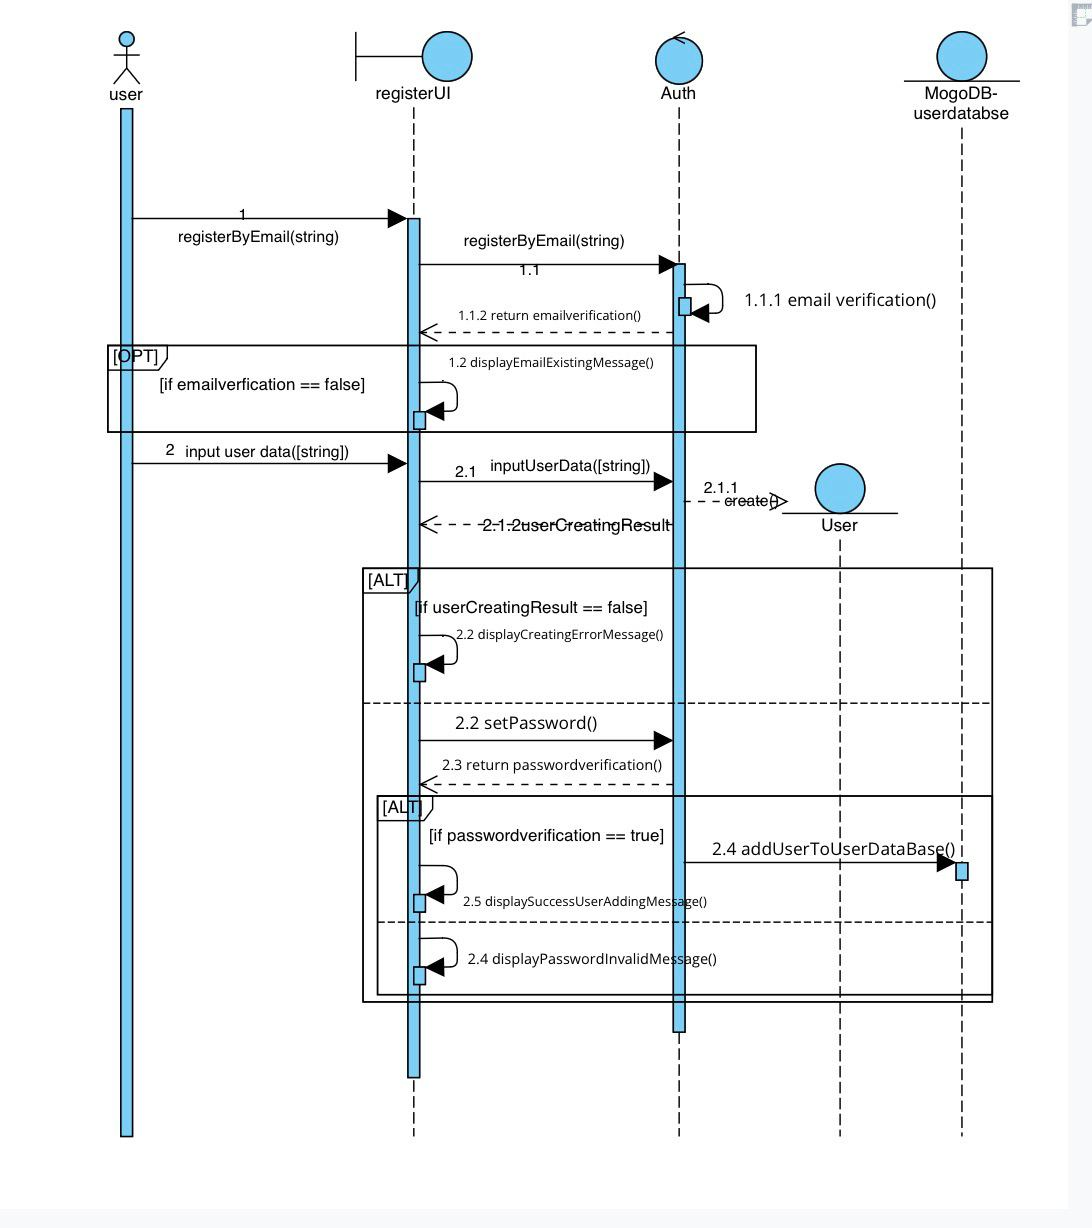 user
registerUI
Auth
MogoDB-
userdatabse
1
registerByEmail(string)
registerByEmail(string)
1.1
1.1.1 email verification()
1.1.2 return emailverification()
[OPT]
1.2 displayEmailExistingMessage()
[if emailverfication == false]
2 input user data([string])
2.1 inputUserData([string])
2.1.1
create()
User
2.1.2userCreatingResult
[ALT]
[if userCreatingResult == false]
2.2 displayCreatingErrorMessage()
2.2 setPassword()
2.3 return passwordverification()
[ALT]
[if passwordverification == true]
2.4 addUserToUserDataBase()
2.5 displaySuccessUserAddingMessage()
2.4 displayPasswordInvalidMessage()